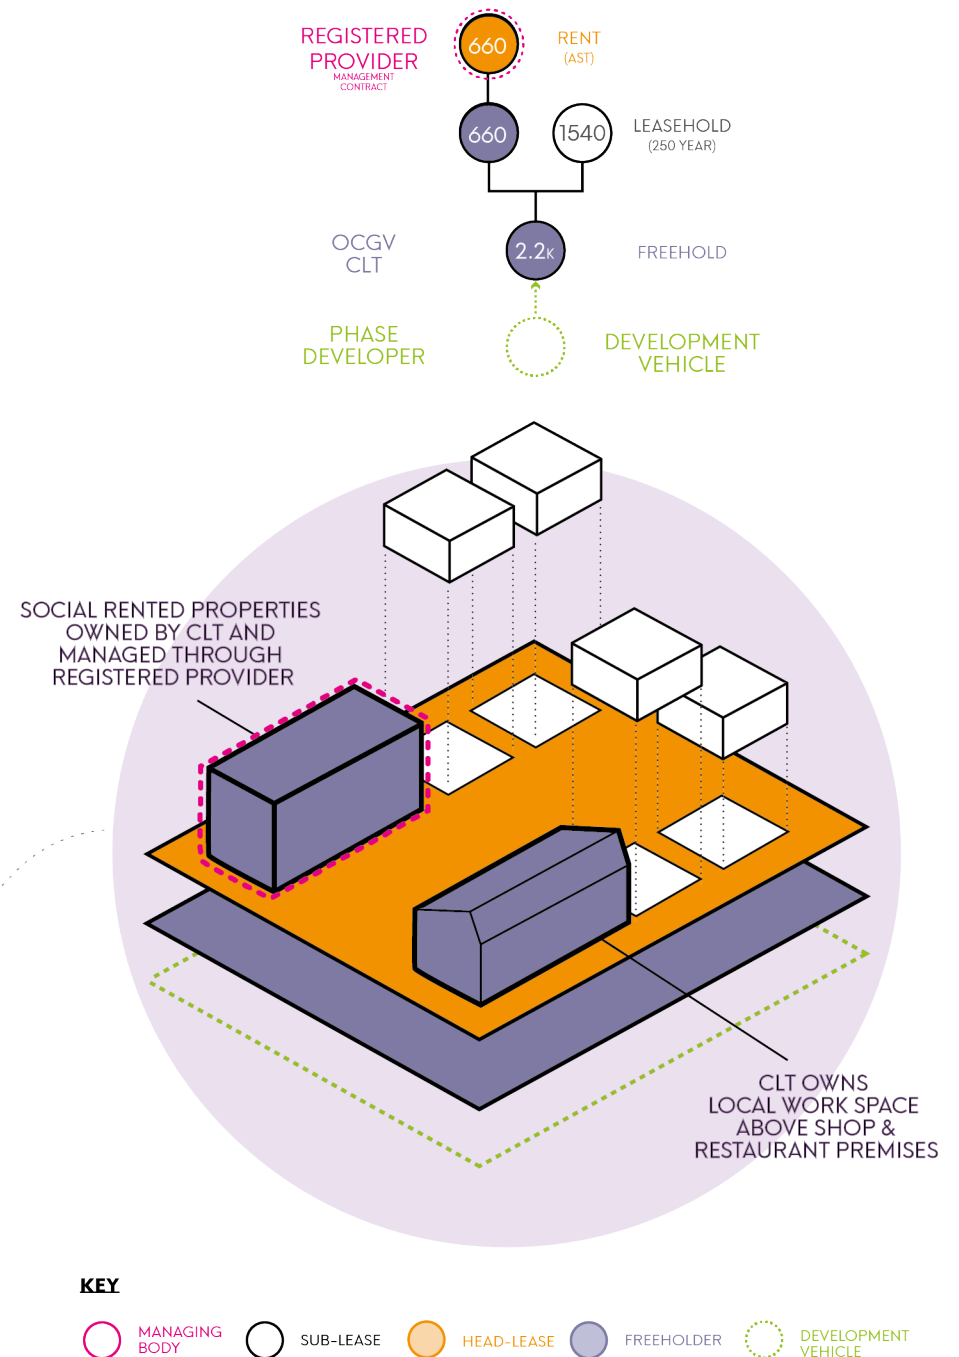 REGISTERED
PROVIDER
MANAGEMENT
CONTRACT
660
RENT
(AST)
660
1540
LEASEHOLD
(250 YEAR)
OCGV
CLT
2.2K
FREEHOLD
PHASE
DEVELOPER
DEVELOPMENT
VEHICLE
SOCIAL RENTED PROPERTIES
OWNED BY CLT AND
MANAGED THROUGH
REGISTERED PROVIDER
CLT OWNS
LOCAL WORK SPACE
ABOVE SHOP &
RESTAURANT PREMISES
KEY
MANAGING
BODY
SUB-LEASE
HEAD-LEASE
FREEHOLDER
DEVELOPMENT
VEHICLE